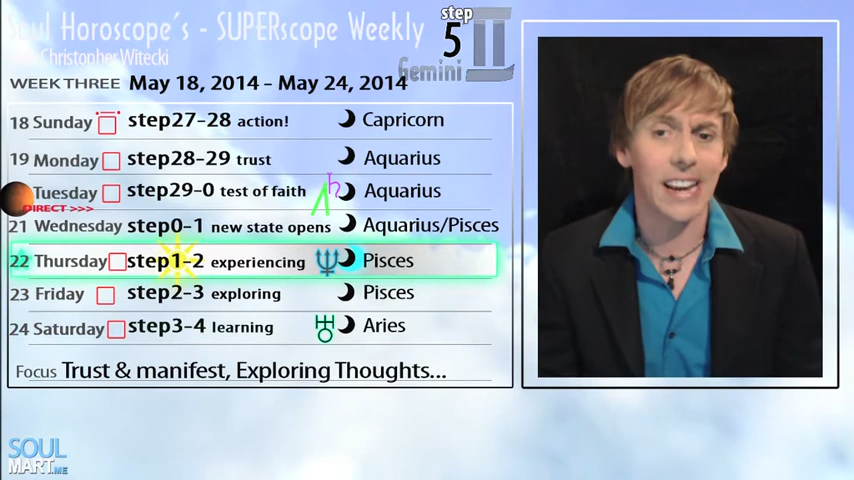 Soul Horoscope's - SUPERscope Weekly
Christopher Witecki
step
5
Gemini
WEEK THREE May 18, 2014 - May 24, 2014
18 Sunday step27-28 action! Capricorn
19 Monday step28-29 trust Aquarius
Tuesday step29-0 test of faith Aquarius
DIRECT >>>
21 Wednesday step0-1 new state opens Aquarius/Pisces
22 Thursday step1-2 experiencing Pisces
23 Friday step2-3 exploring Pisces
24 Saturday step3-4 learning Aries
Focus Trust & manifest, Exploring Thoughts...
SOUL
MART.ME